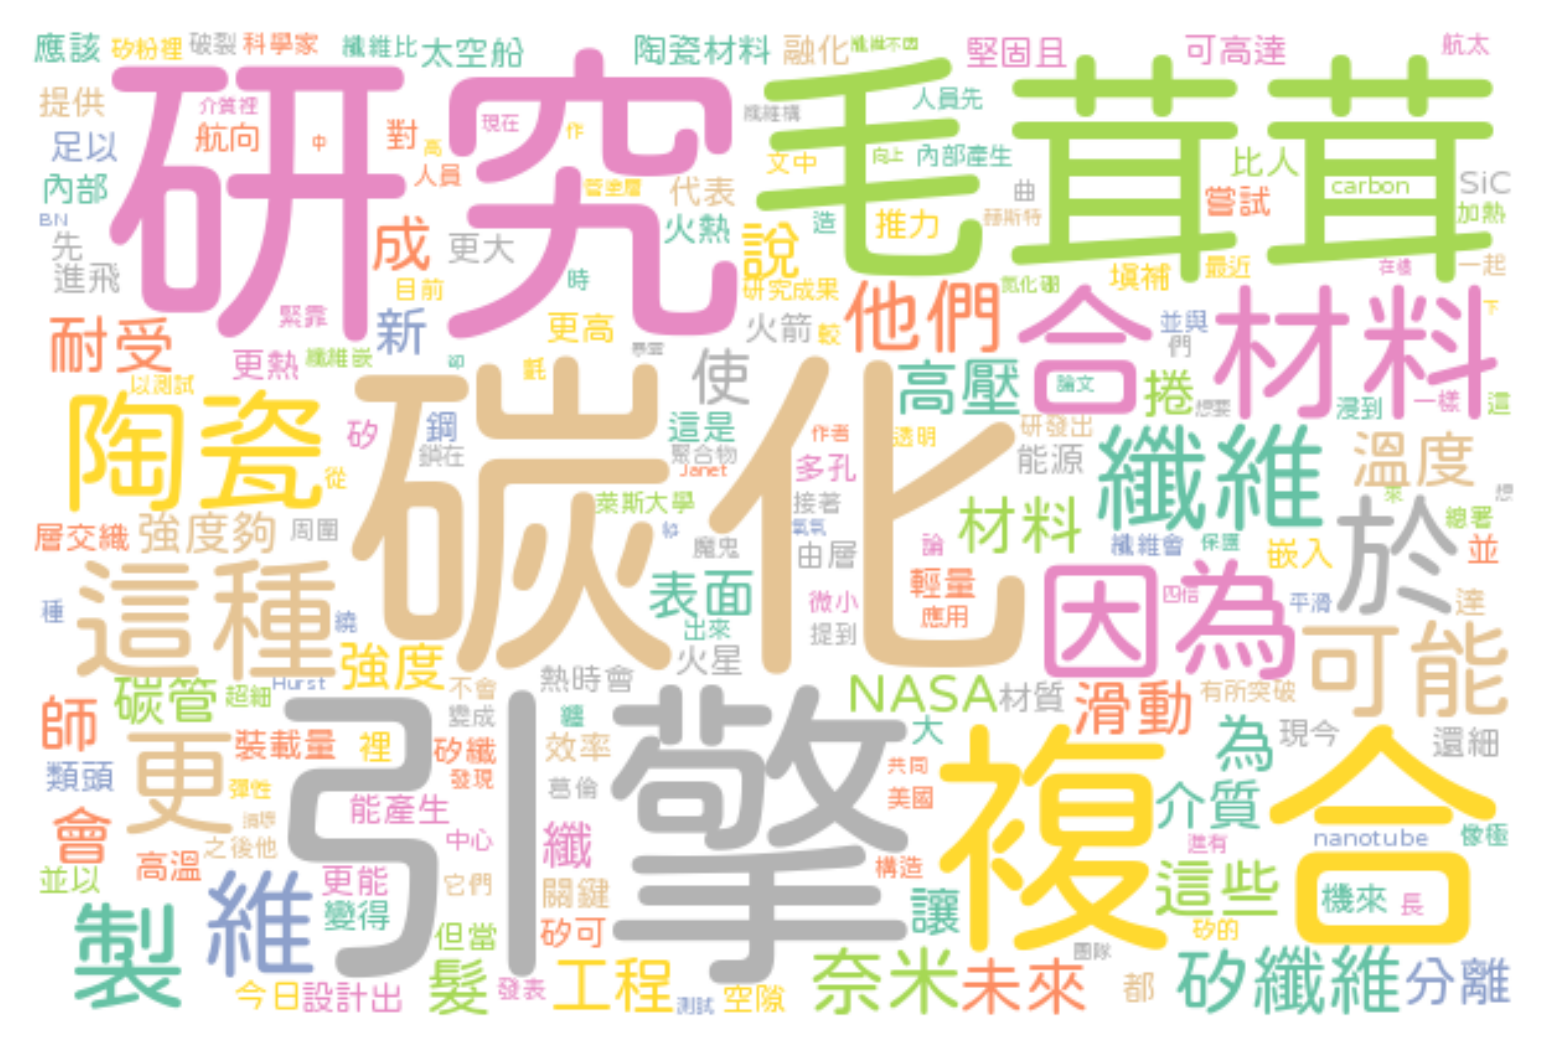 應該 矽粉裡 破裂 科學家 纖維比 太空船 陶瓷材料 融化 纖維不因 堅固且 可高達 航太
研究 毛茸茸
提供 介質裡 現在 作 纖維構 人員先
足以 航向 中 對 高 文中 向上 內部產生 比人 carbon SiC
內部 人員 管塗層 代表 嘗試 加熱
BN 成 火熱 造 推力 赫斯特 曲
先 更大 說
進飛 目前 時 研究成果 氮化硼 填補 最近 在檯 一起
耐受 緊靠 新 更高 火箭 較 他們 合材料 並與 下
更熱 纖維嵌 使 們
以測試 氈 高壓 論文 捲 想要 浸到 一樣 這
陶瓷 矽 鋼 這是 作者 透明 研發出
從 鎖在 聚合物 Janet 多孔 能源 纖維 溫度
碳化
萊斯大學 接著 來 想
層交織 強度夠 周圍 魔鬼 氧氣 由層 材料 論 纖維會 保護 嵌入 於 總署 並
這種 表面 輕量 因為 四倍
種 繞 出來 微小 應用 平滑 達
強度 火星 提到 可能
碳管 超細 Hurst 不會 熱時會 NASA 材質 滑動 有所突破
師 變成 纏 大 為 現今 還細
更 裝載量 裡 矽纖 效率 共同
類頭 彈性 發現 葛倫 美國 引擎 複合
會 能產生 介質 nanotube 像極
之後他 中心 纖 進有
並以 高溫 更能 它們 關鍵 構造 這些 機來 長
製 維 變得 但當 矽可 讓 矽的
團隊
今日 設計出 髮 發表 工程 測試 空隙 奈米 未來 都 矽纖維 分離